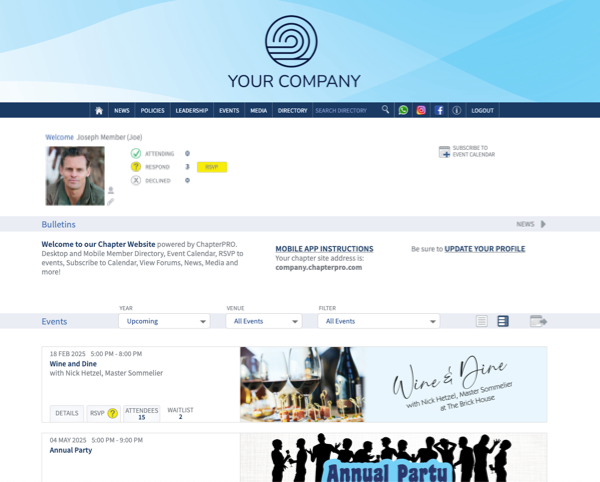 YOUR COMPANY
NEWS POLICIES LEADERSHIP EVENTS MEDIA DIRECTORY SEARCH DIRECTORY LOGOUT
Welcome Joseph Member (Joe)
ATTENDING 0
? RESPOND 3 RSVP
DECLINED 0
SUBSCRIBE TO
EVENT CALENDAR
Bulletins NEWS
Welcome to our Chapter Website powered by ChapterPRO.
Desktop and Mobile Member Directory, Event Calendar, RSVP to
events, Subscribe to Calendar, View Forums, News, Media and
more!
MOBILE APP INSTRUCTIONS
Your chapter site address is:
company.chapterpro.com
Be sure to UPDATE YOUR PROFILE
YEAR VENUE FILTER
Events Upcoming All Events All Events
18 FEB 2025 5:00 PM - 8:00 PM
Wine and Dine
with Nick Hetzel, Master Sommelier
DETAILS RSVP ? ATTENDEES WAITLIST
15 2
Wine & Dine
with Nick Hetzel, Master Sommelier
at The Brick House
04 MAY 2025 5:00 PM - 9:00 PM
Annual Party
Annual Party